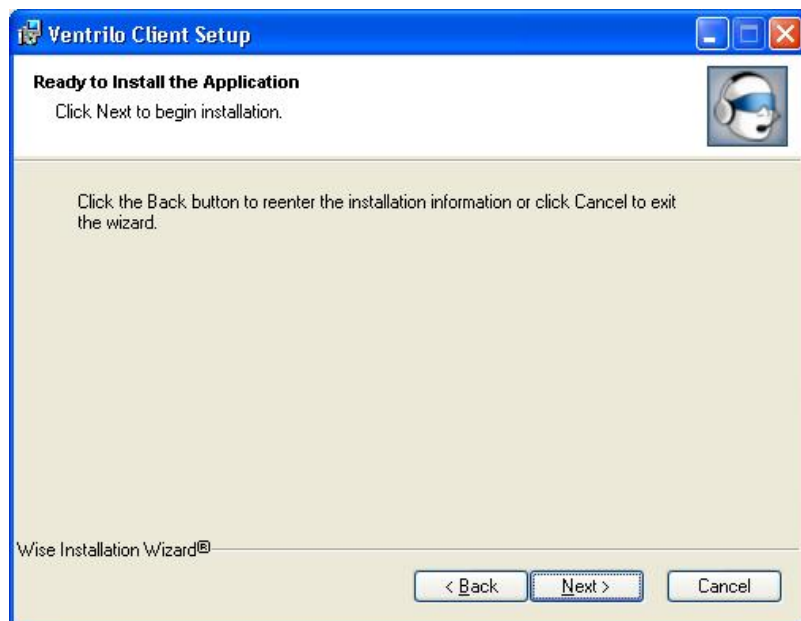 Ventrilo Client Setup
Ready to Install the Application
Click Next to begin installation.
Click the Back button to reenter the installation information or click Cancel to exit
the wizard.
Wise Installation Wizard®
< Back
Next >
Cancel